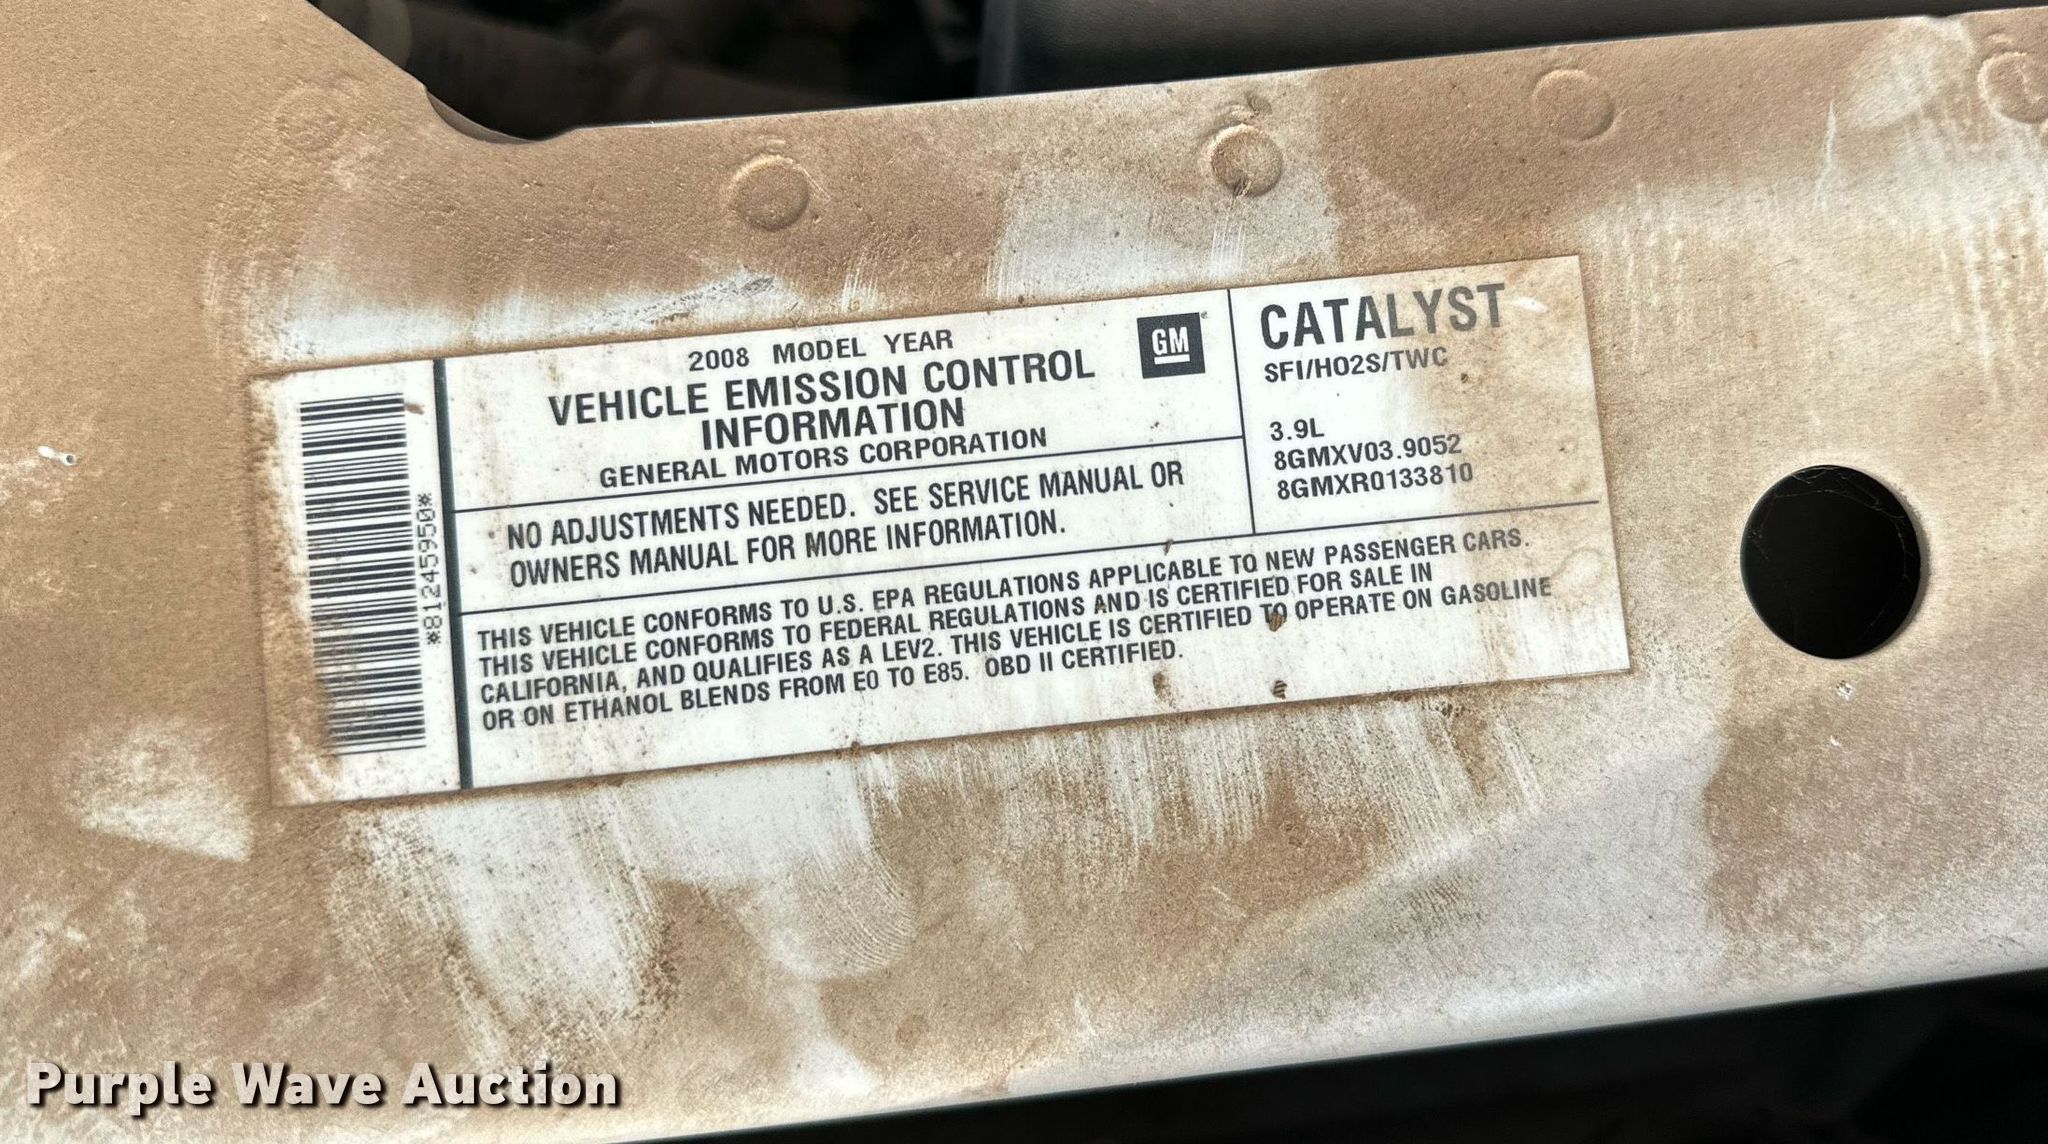 *81245950*
2008 MODEL YEAR
VEHICLE EMISSION CONTROL
INFORMATION
GENERAL MOTORS CORPORATION
GM
NO ADJUSTMENTS NEEDED. SEE SERVICE MANUAL OR
OWNERS MANUAL FOR MORE INFORMATION.
CATALYST
SFI/HO2S/TWC
3.9L
8GMXV03.9052
8GMXR0133810
THIS VEHICLE CONFORMS TO U.S. EPA REGULATIONS APPLICABLE TO NEW PASSENGER CARS.
THIS VEHICLE CONFORMS TO FEDERAL REGULATIONS AND IS CERTIFIED FOR SALE IN
CALIFORNIA, AND QUALIFIES AS A LEV2. THIS VEHICLE IS CERTIFIED TO OPERATE ON GASOLINE
OR ON ETHANOL BLENDS FROM E0 TO E85. OBD II CERTIFIED.
Purple Wave Auction